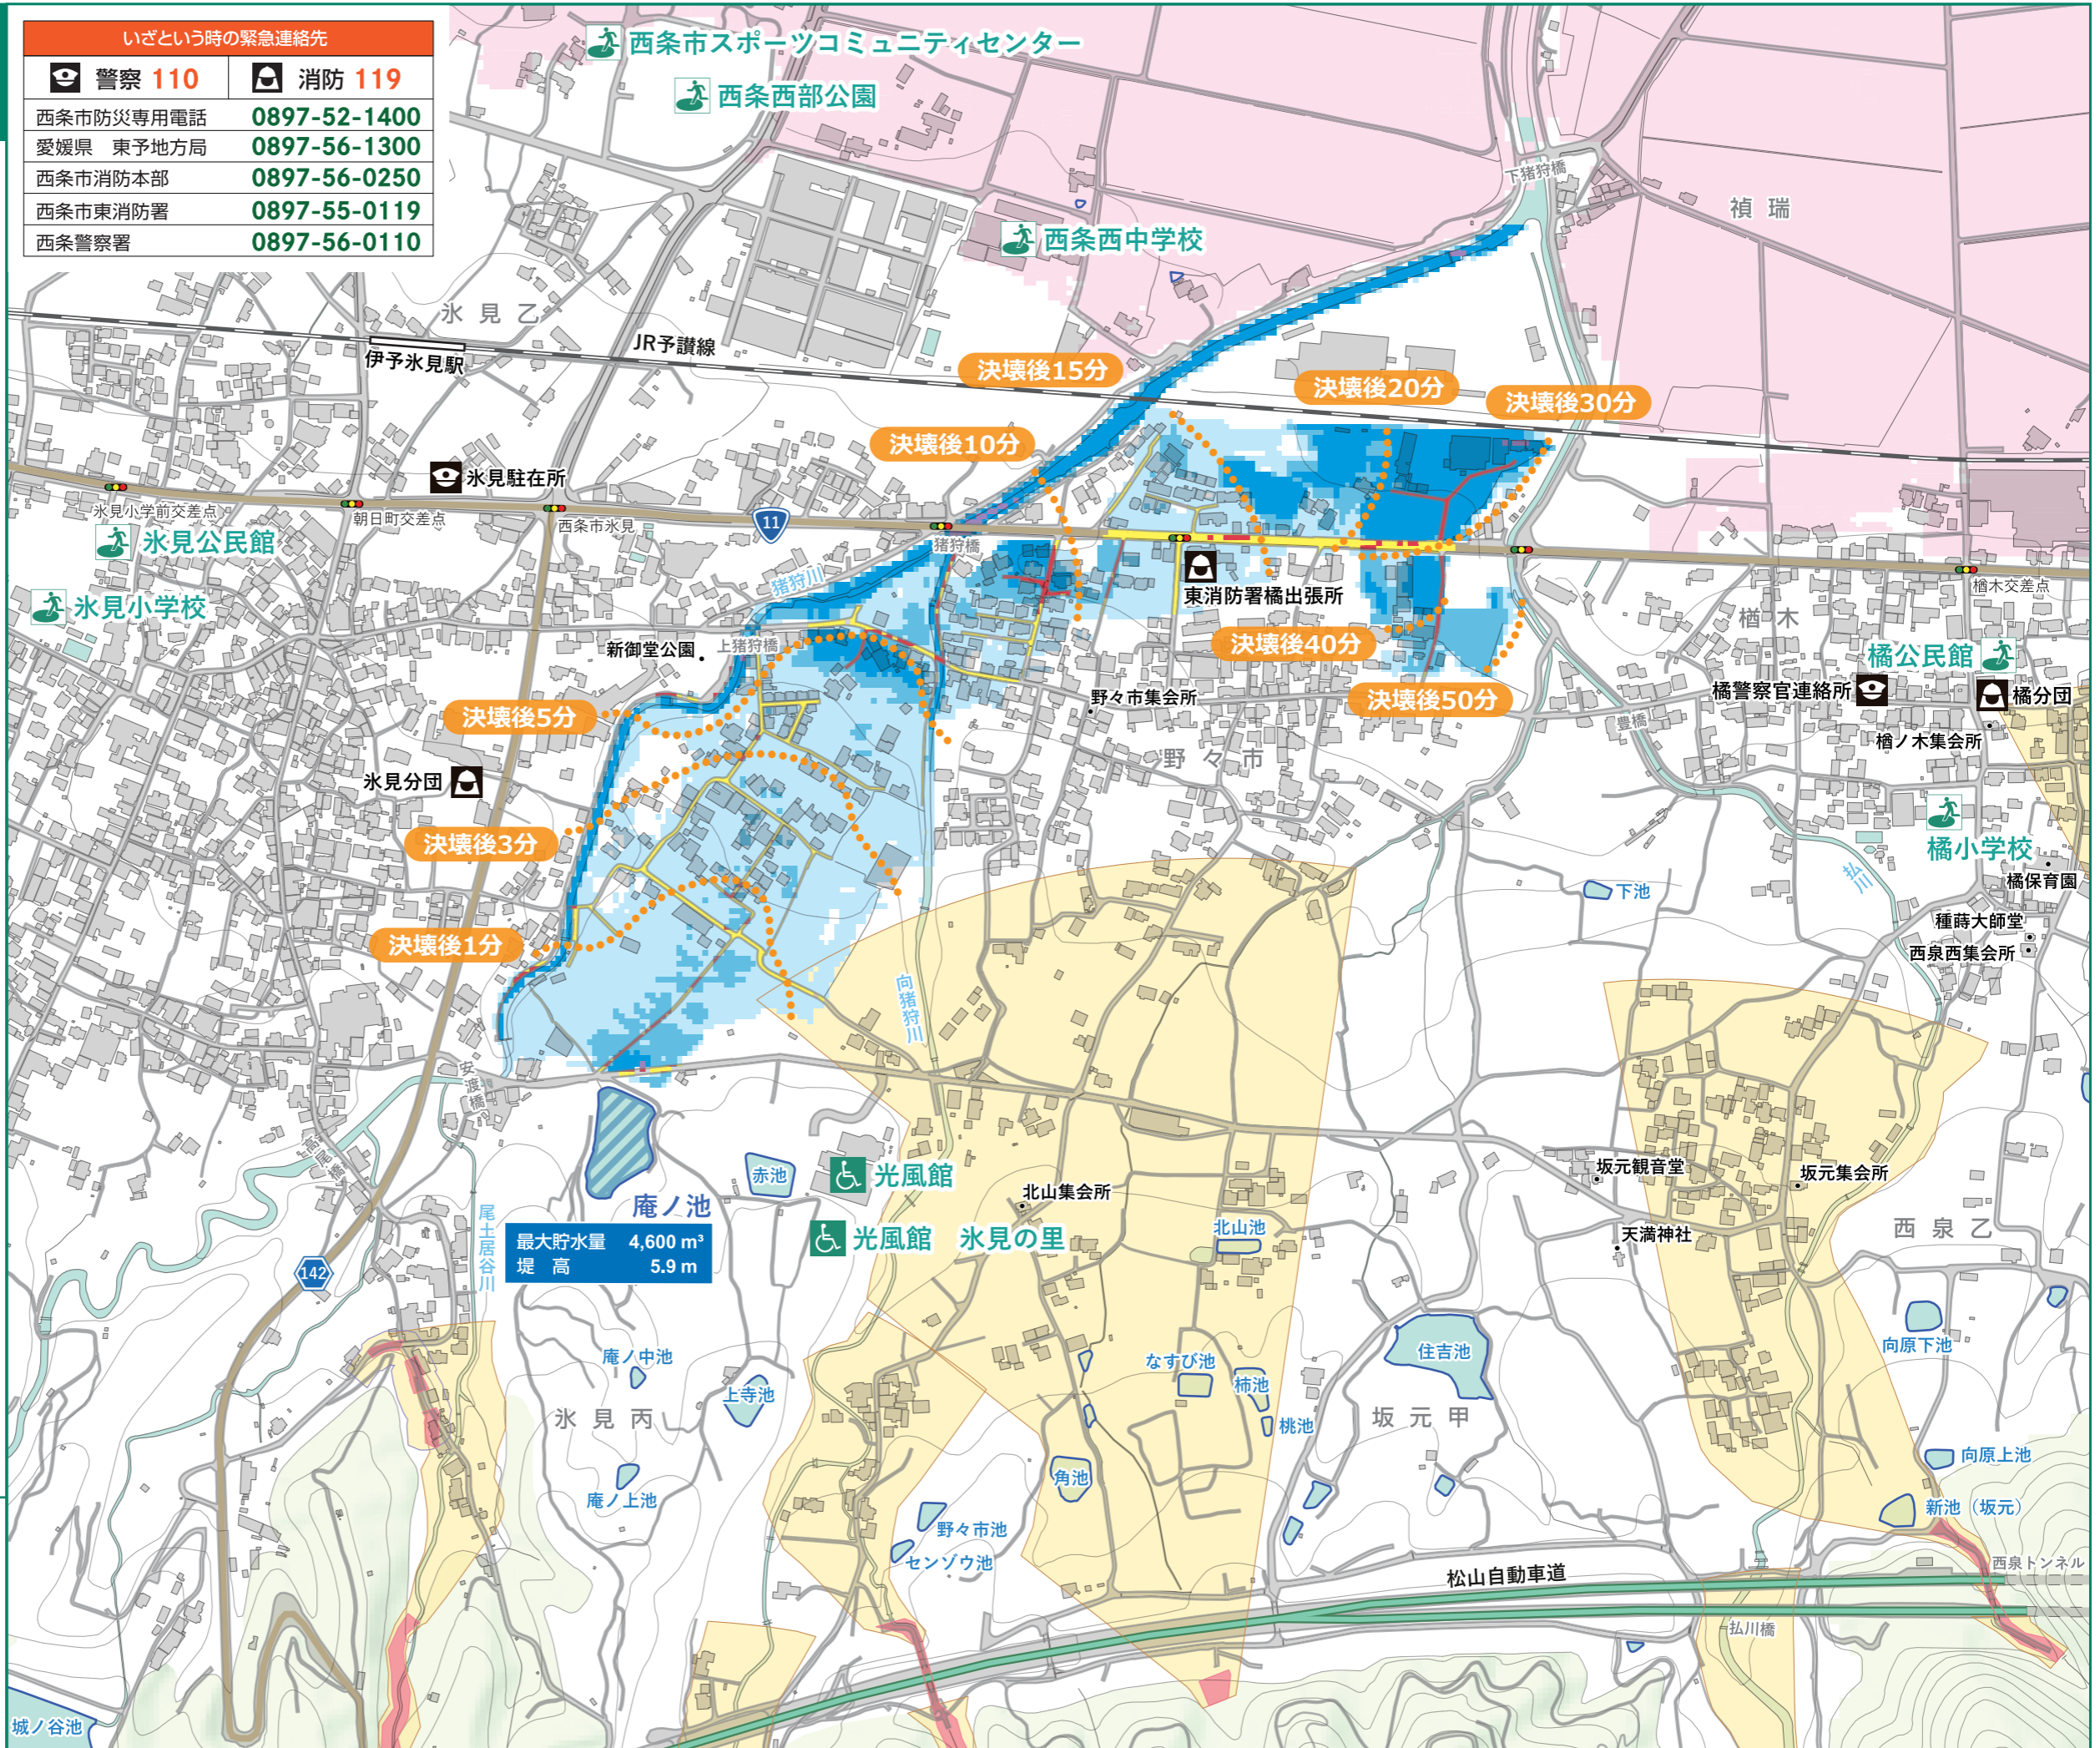 いざという時の緊急連絡先
警察 110
消防 119
西条市防災専用電話 0897-52-1400
愛媛県 東予地方局 0897-56-1300
西条市消防本部 0897-56-0250
西条市東消防署 0897-55-0119
西条警察署 0897-56-0110
西条市スポーツコミュニティセンター
西条西部公園
下猪狩橋
禎瑞
西条西中学校
氷見乙
JR予讃線
伊予氷見駅
決壊後15分
決壊後20分
決壊後30分
決壊後10分
氷見駐在所
氷見小学前交差点
朝日町交差点
西条市氷見
11
猪狩橋
氷見公民館
猪狩川
東消防署橘出張所
楢木交差点
氷見小学校
楢木
新御堂公園
上猪狩橋
決壊後40分
橘公民館
決壊後5分
野々市集会所
決壊後50分
橘警察官連絡所
橘分団
豊橋
楢ノ木集会所
野々市
氷見分団
決壊後3分
橘小学校
払川
橘保育園
下池
決壊後1分
種蒔大師堂
西泉西集会所
向猪狩川
安渡橋
高尾橋
赤池
光風館
坂元観音堂
坂元集会所
庵ノ池
北山集会所
尾土居谷川
最大貯水量 4,600 m³
堤高 5.9 m
光風館 氷見の里
北山池
天満神社
西泉乙
142
庵ノ中池
上寺池
なすび池
柿池
住吉池
向原下池
氷見丙
桃池
坂元甲
向原上池
角池
庵ノ上池
野々市池
新池（坂元）
センゾウ池
松山自動車道
西泉トンネル
払川橋
城ノ谷池